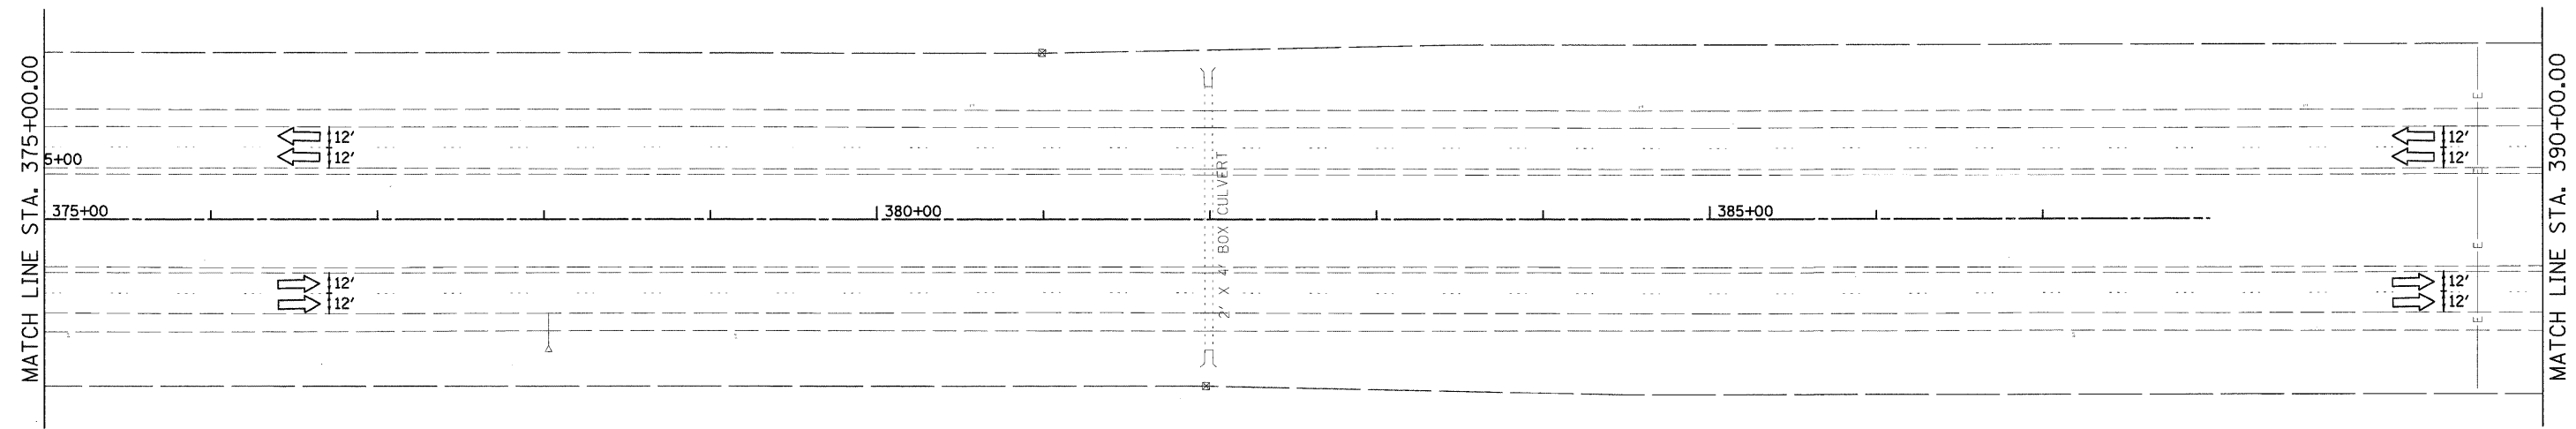 MATCH LINE STA. 375+00.00
5+00
375+00
380+00
385+00
12'
12'
12'
12'
2' X 4' BOX CULVERT
12'
12'
12'
12'
E
E
E
E
MATCH LINE STA. 390+00.00